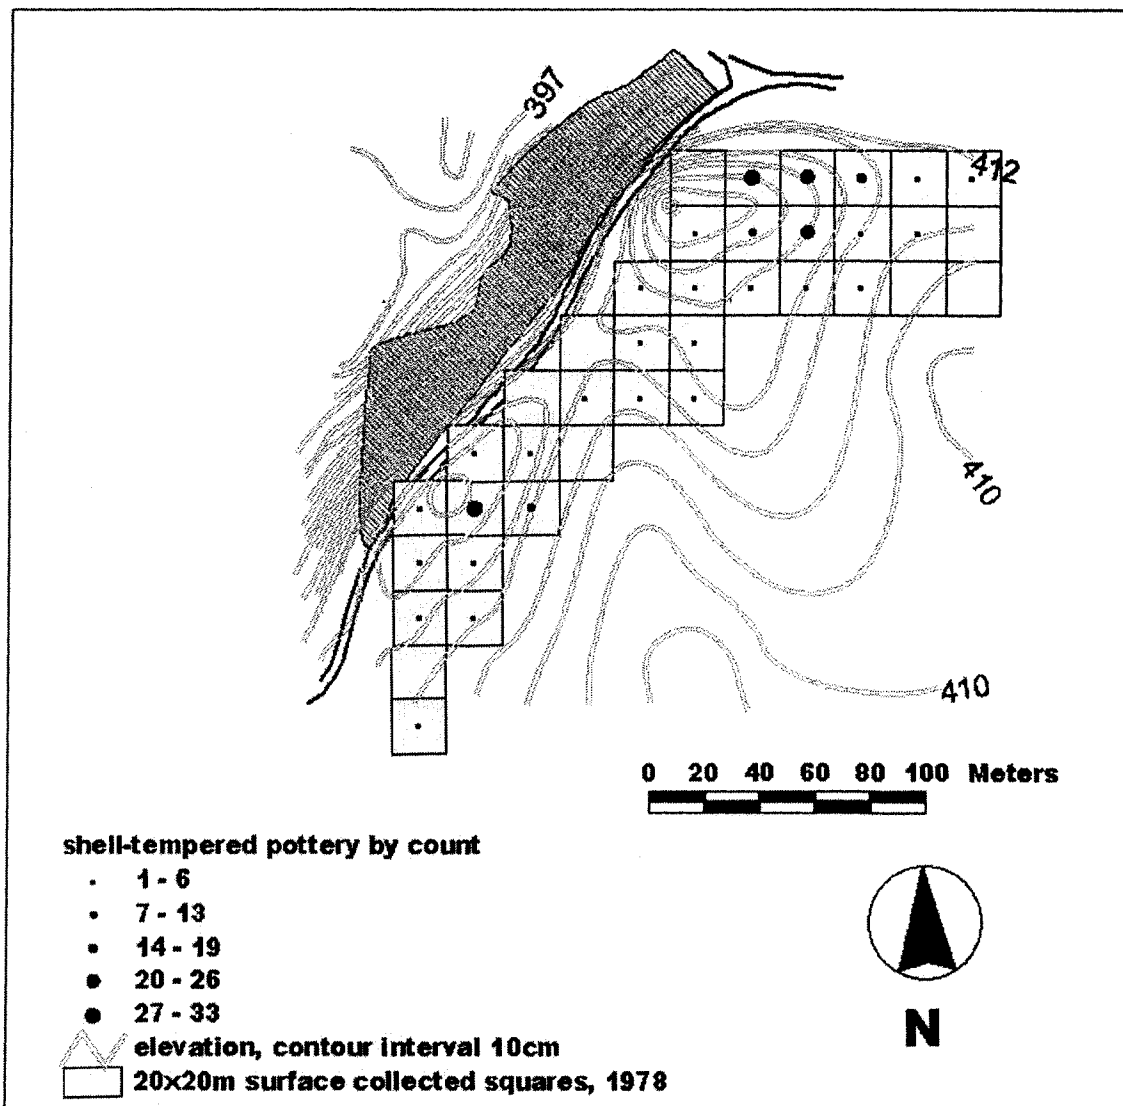 397
412
410
410
0 20 40 60 80 100 Meters
shell-tempered pottery by count
1 - 6
7 - 13
14 - 19
20 - 26
27 - 33
elevation, contour interval 10cm
20x20m surface collected squares, 1978
N